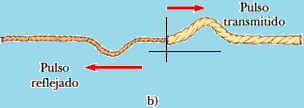 Pulso
transmitido
Pulso
reflejado
b)